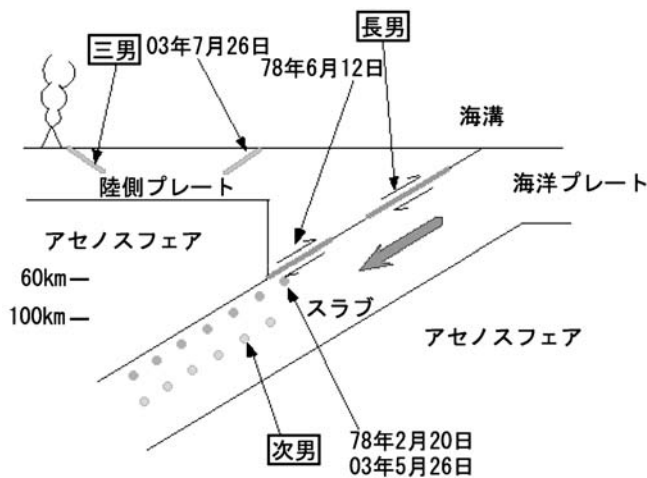 三男
03年7月26日
長男
78年6月12日
海溝
陸側プレート
海洋プレート
アセノスフェア
60km
100km
スラブ
アセノスフェア
次男
78年2月20日
03年5月26日